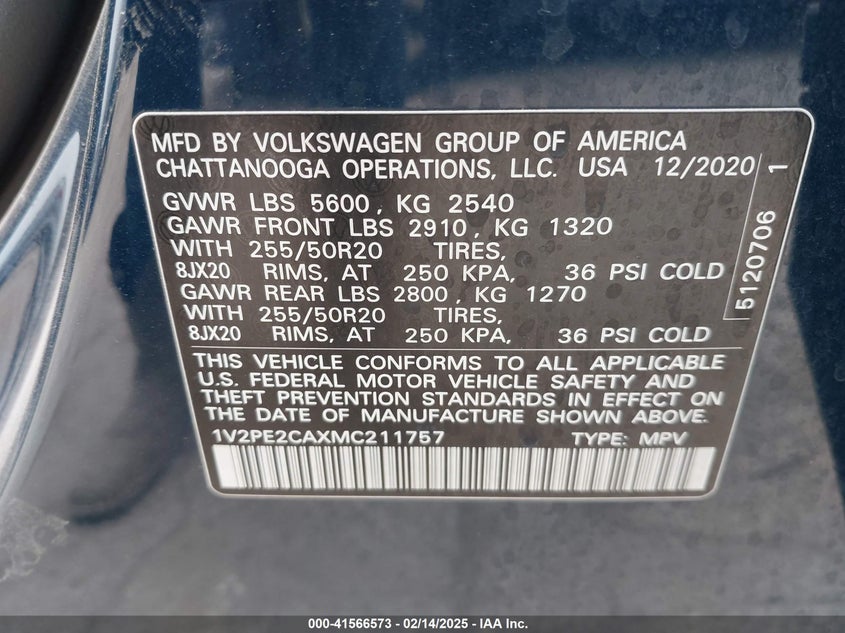 MFD BY VOLKSWAGEN GROUP OF AMERICA
CHATTANOOGA OPERATIONS, LLC. USA 12/2020
GVWR LBS 5600, KG 2540
GAWR FRONT LBS 2910, KG 1320
WITH 255/50R20 TIRES,
8JX20 RIMS, AT 250 KPA, 36 PSI COLD
GAWR REAR LBS 2800, KG 1270
WITH 255/50R20 TIRES,
8JX20 RIMS, AT 250 KPA, 36 PSI COLD
5120706 1
THIS VEHICLE CONFORMS TO ALL APPLICABLE
U.S. FEDERAL MOTOR VEHICLE SAFETY AND
THEFT PREVENTION STANDARDS IN EFFECT ON
THE DATE OF MANUFACTURE SHOWN ABOVE.
1V2PE2CAXMC211757 TYPE: MPV
000-41566573 - 02/14/2025 - IAA Inc.